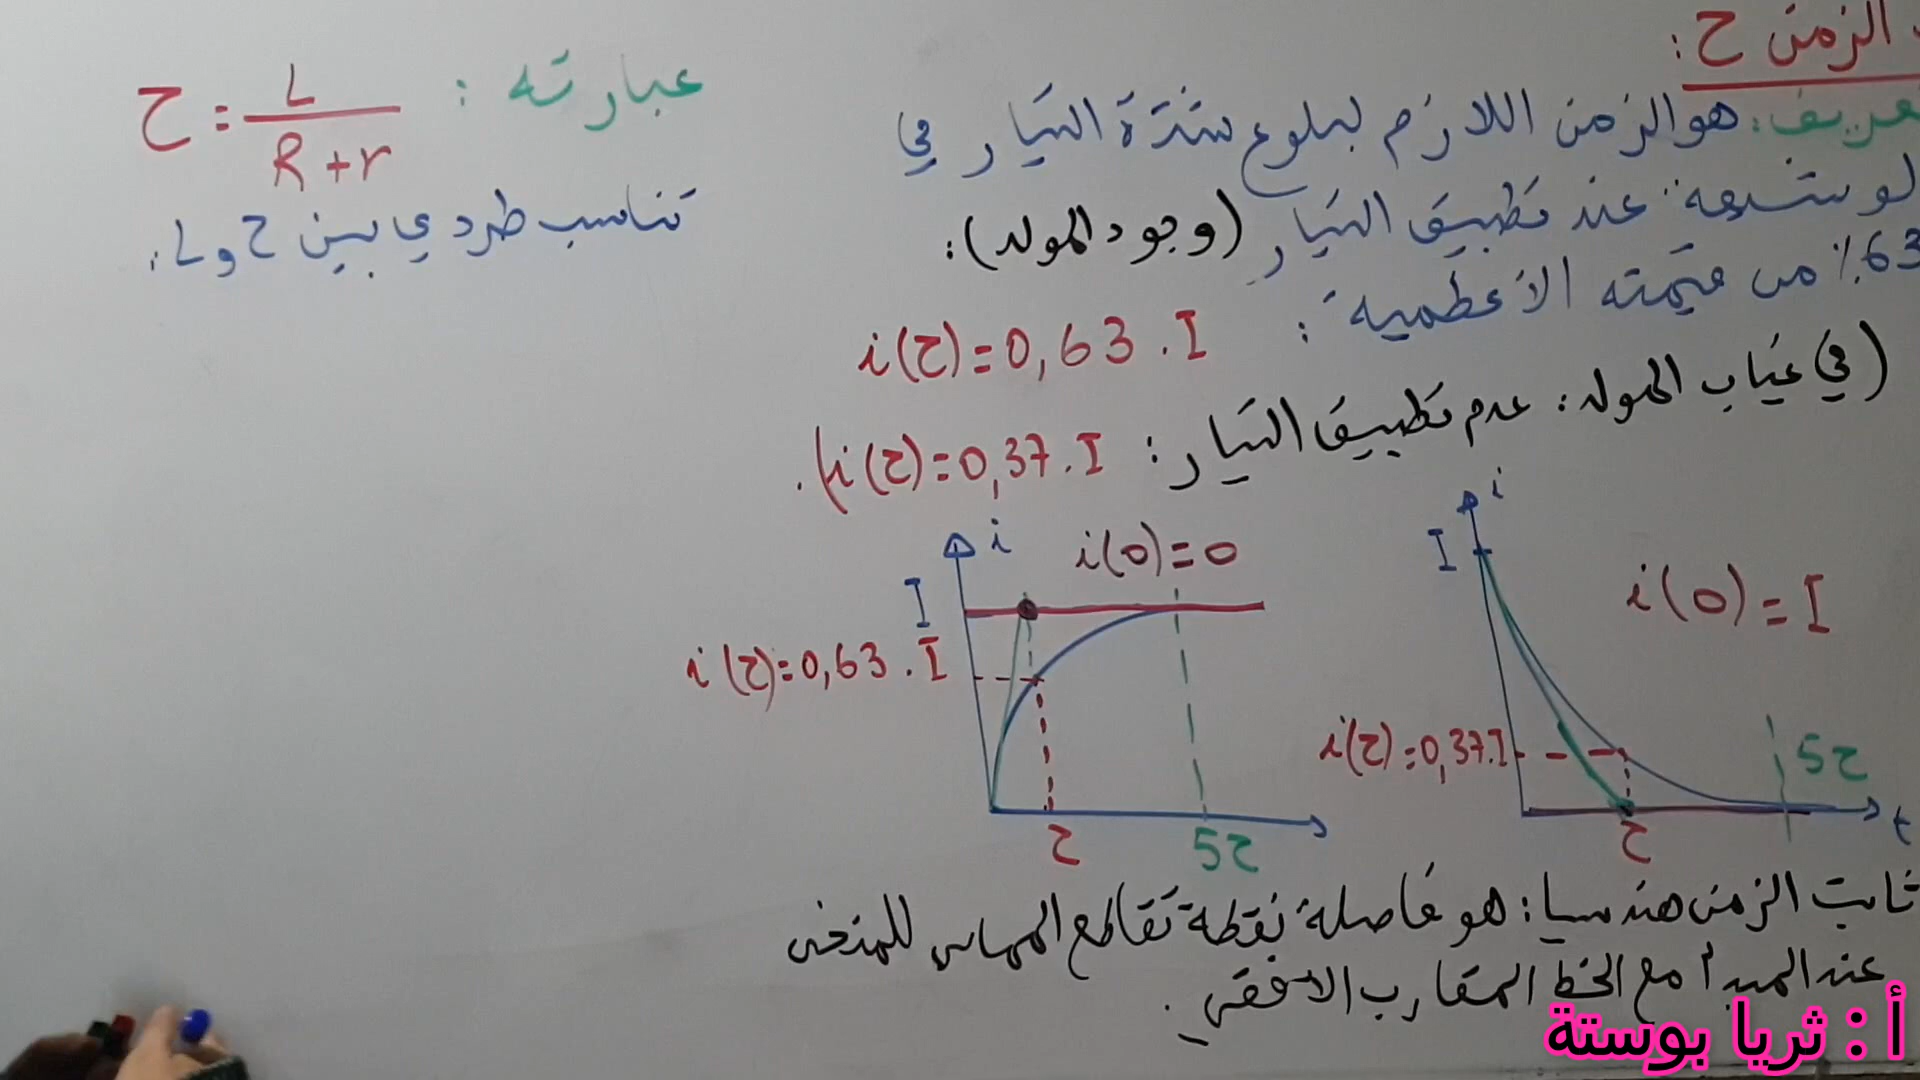 الزمن τ :
تعريف: هو الزمن اللازم لبلوغ شدة التيار في
الوشيعة عند تطبيق التيار (وجود المولد):
63% من قيمته الأعظمية :
i(τ)=0,63.I
(في غياب المولد: عدم تطبيق التيار: i(τ)=0,37.I).
i
i(0)=0
I
i(τ)=0,63.I
τ
5τ
i
I
i(0)=I
i(τ)=0,37.I
5τ
τ
t
ثابت الزمن هندسيا: هو فاصلة نقطة تقاطع المماس للمنحنى
عند المبدأ مع الخط المقارب الأفقي.
عبارته : τ = L / R+r
تناسب طردي بين τ و L:
أ : ثريا بوستة